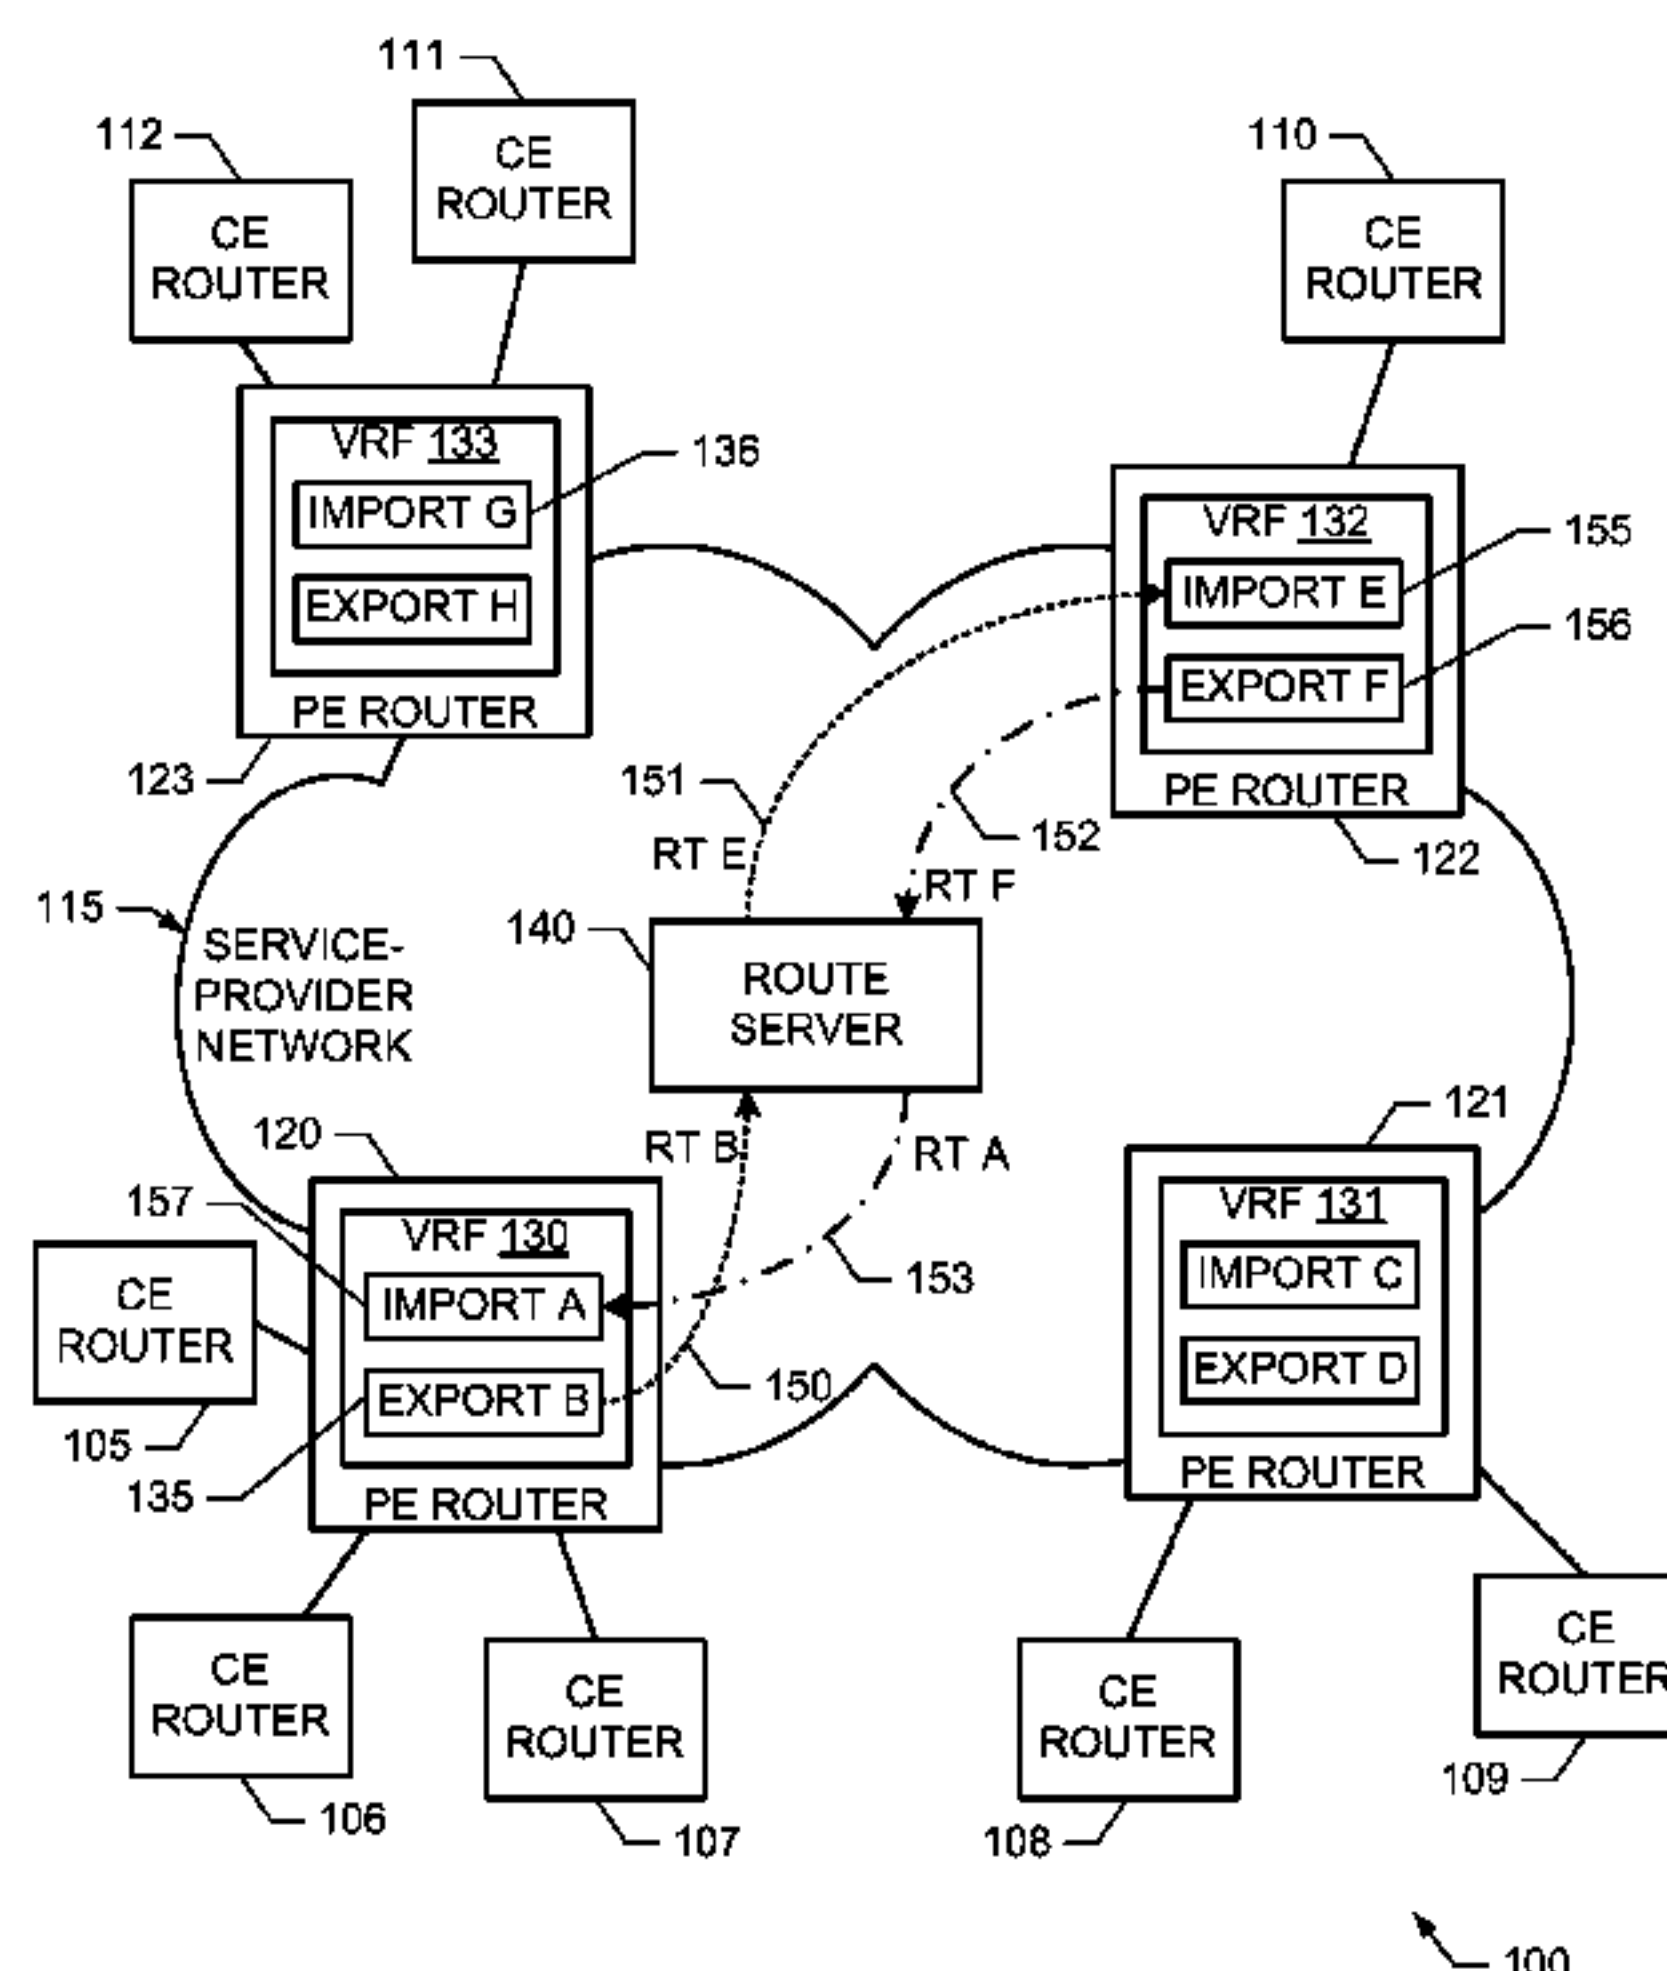 111
112
CE
ROUTER
110
CE
ROUTER
CE
ROUTER
VRF 133
136
IMPORT G
EXPORT H
PE ROUTER
123
VRF 132
155
IMPORT E
156
EXPORT F
PE ROUTER
122
151
152
RT E
RT F
115
SERVICE-
PROVIDER
NETWORK
140
ROUTE
SERVER
120
RT B
RT A
121
157
VRF 130
IMPORT A
153
EXPORT B
150
PE ROUTER
CE
ROUTER
105
135
VRF 131
IMPORT C
EXPORT D
PE ROUTER
CE
ROUTER
106
CE
ROUTER
107
CE
ROUTER
108
CE
ROUTER
109
100